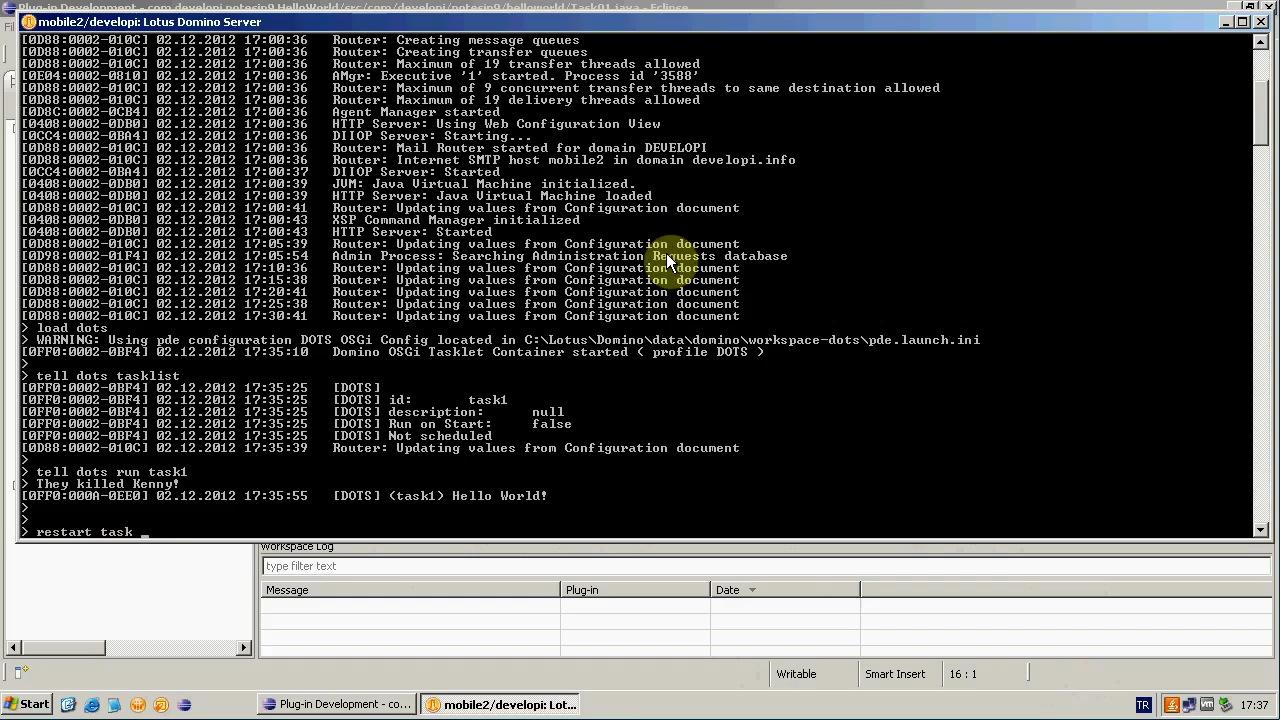 Plug-in Development - com.developi.notesin9.HelloWorld/src/com/developi/notesin9/helloworld/Task01.java - Eclipse
mobile2/developi: Lotus Domino Server
[0D88:0002-010C] 02.12.2012 17:00:36   Router: Creating message queues
[0D88:0002-010C] 02.12.2012 17:00:36   Router: Creating transfer queues
[0D88:0002-010C] 02.12.2012 17:00:36   Router: Maximum of 19 transfer threads allowed
[0E04:0002-0810] 02.12.2012 17:00:36   AMgr: Executive '1' started. Process id '3588'
[0D88:0002-010C] 02.12.2012 17:00:36   Router: Maximum of 9 concurrent transfer threads to same destination allowed
[0D88:0002-010C] 02.12.2012 17:00:36   Router: Maximum of 19 delivery threads allowed
[0D8C:0002-0CB4] 02.12.2012 17:00:36   Agent Manager started
[0408:0002-0DB0] 02.12.2012 17:00:36   HTTP Server: Using Web Configuration View
[0CC4:0002-0BA4] 02.12.2012 17:00:36   DIIOP Server: Starting...
[0D88:0002-010C] 02.12.2012 17:00:36   Router: Mail Router started for domain DEVELOPI
[0D88:0002-010C] 02.12.2012 17:00:36   Router: Internet SMTP host mobile2 in domain developi.info
[0CC4:0002-0BA4] 02.12.2012 17:00:37   DIIOP Server: Started
[0408:0002-0DB0] 02.12.2012 17:00:39   JVM: Java Virtual Machine initialized.
[0408:0002-0DB0] 02.12.2012 17:00:39   HTTP Server: Java Virtual Machine loaded
[0D88:0002-010C] 02.12.2012 17:00:41   Router: Updating values from Configuration document
[0408:0002-0DB0] 02.12.2012 17:00:43   XSP Command Manager initialized
[0408:0002-0DB0] 02.12.2012 17:00:43   HTTP Server: Started
[0D88:0002-010C] 02.12.2012 17:05:39   Router: Updating values from Configuration document
[0D98:0002-01F4] 02.12.2012 17:05:54   Admin Process: Searching Administration Requests database
[0D88:0002-010C] 02.12.2012 17:10:36   Router: Updating values from Configuration document
[0D88:0002-010C] 02.12.2012 17:15:38   Router: Updating values from Configuration document
[0D88:0002-010C] 02.12.2012 17:20:41   Router: Updating values from Configuration document
[0D88:0002-010C] 02.12.2012 17:25:38   Router: Updating values from Configuration document
[0D88:0002-010C] 02.12.2012 17:30:41   Router: Updating values from Configuration document
> load dots
> WARNING: Using pde configuration DOTS OSGi Config located in C:\Lotus\Domino\data\domino\workspace-dots\pde.launch.ini
[0FF0:0002-0BF4] 02.12.2012 17:35:10   Domino OSGi Tasklet Container started ( profile DOTS )
>
> tell dots tasklist
[0FF0:0002-0BF4] 02.12.2012 17:35:25   [DOTS]
[0FF0:0002-0BF4] 02.12.2012 17:35:25   [DOTS] id:       task1
[0FF0:0002-0BF4] 02.12.2012 17:35:25   [DOTS] description:      null
[0FF0:0002-0BF4] 02.12.2012 17:35:25   [DOTS] Run on Start:     false
[0FF0:0002-0BF4] 02.12.2012 17:35:25   [DOTS] Not scheduled
[0D88:0002-010C] 02.12.2012 17:35:39   Router: Updating values from Configuration document
>
> tell dots run task1
> They killed Kenny!
[0FF0:000A-0EE0] 02.12.2012 17:35:55   [DOTS] (task1) Hello World!
>
>
> restart task _
Workspace Log
type filter text
Message Plug-in Date
Writable Smart Insert 16 : 1
Start Plug-in Development - co... mobile2/developi: Lot... TR 17:37